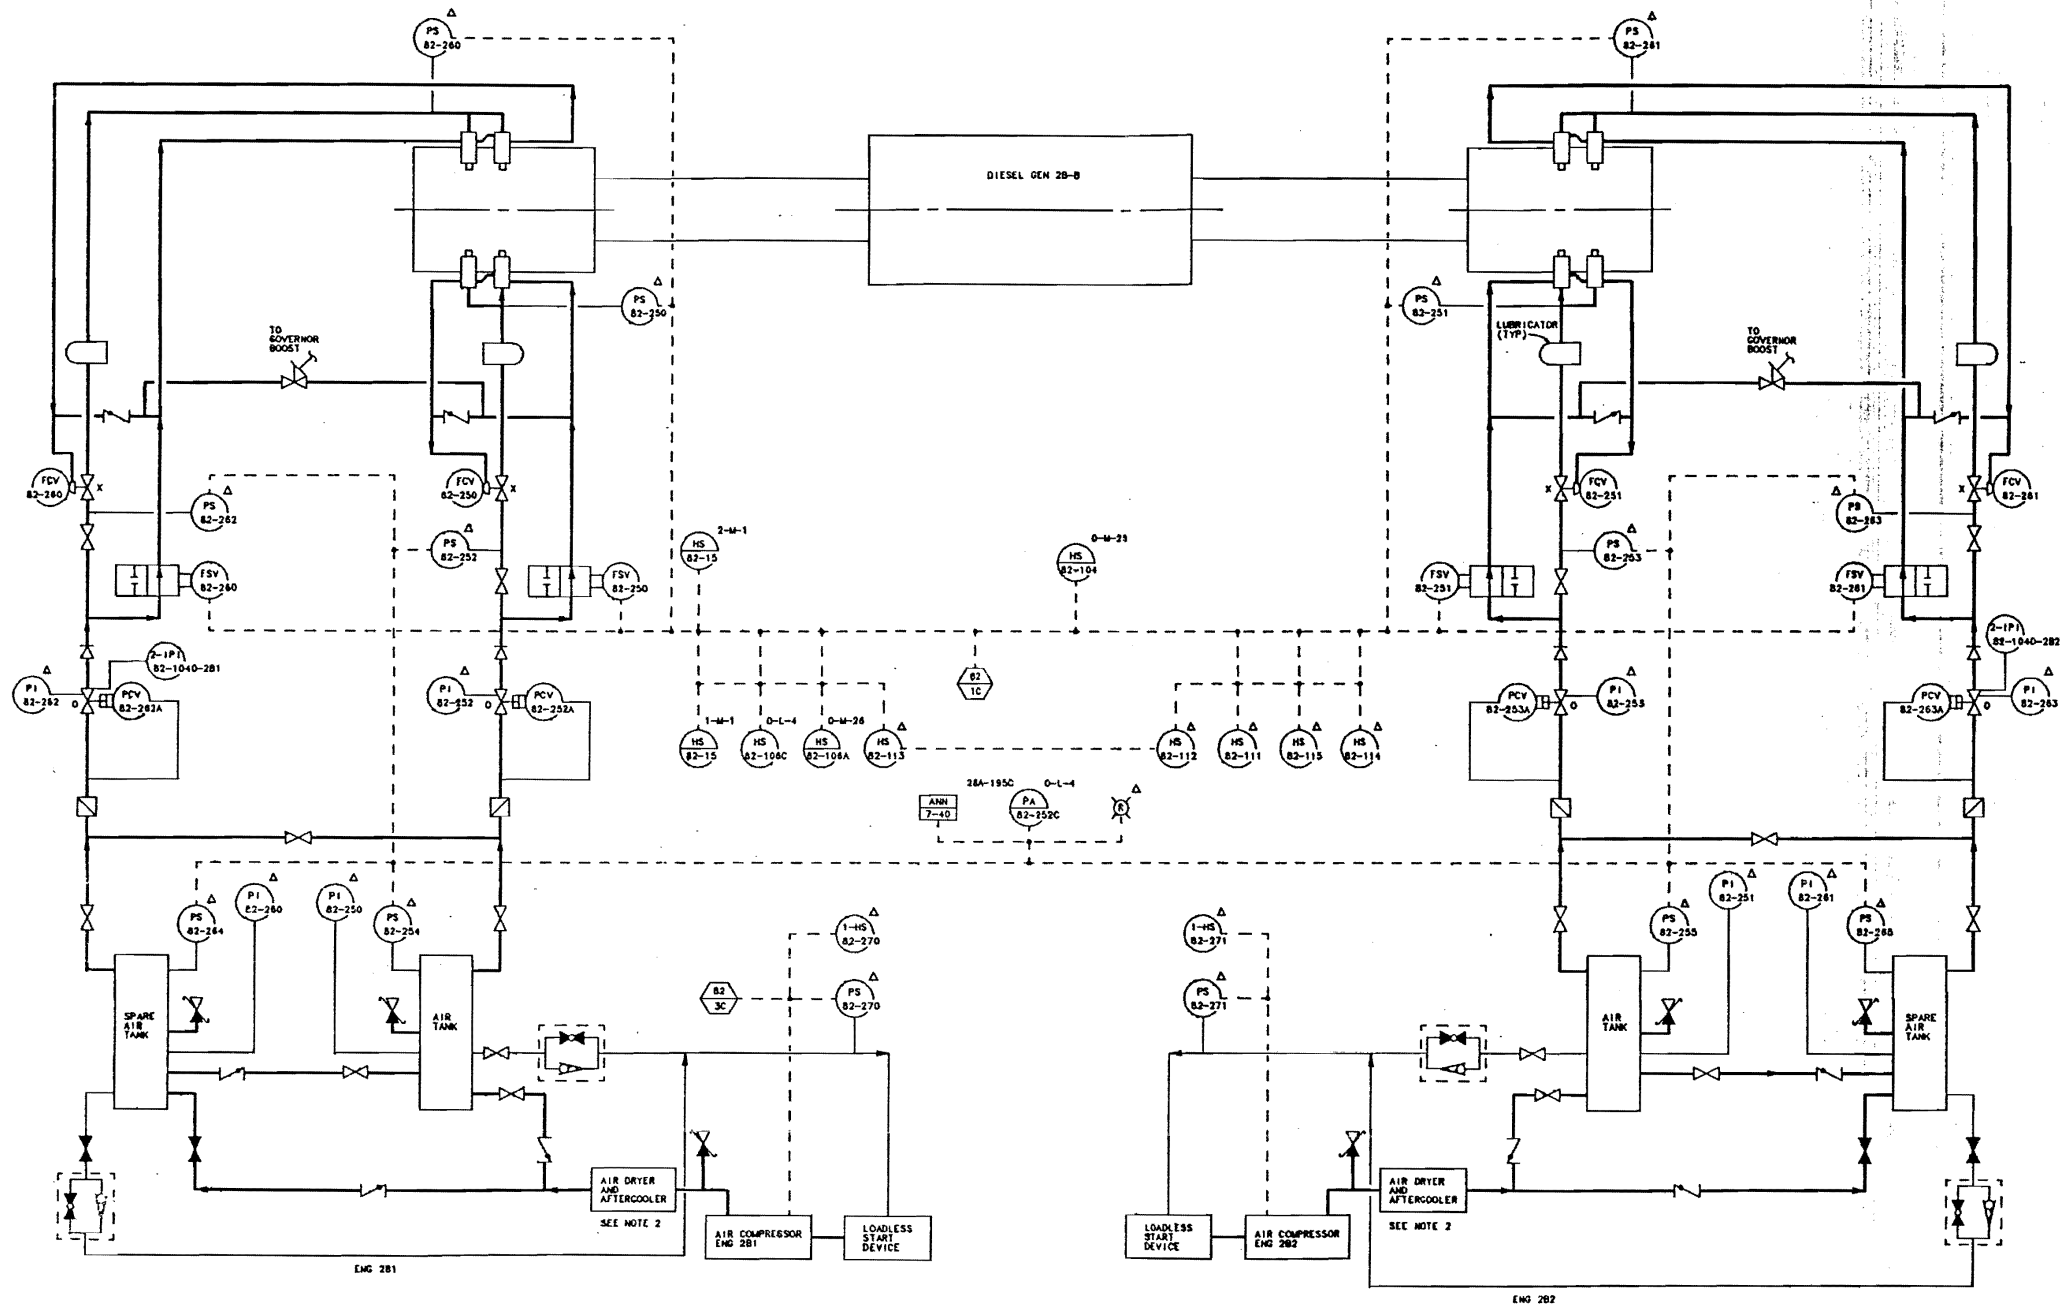 PS
82-260
PS
82-261
DIESEL GEN 2B-B
PS
82-250
PS
82-251
TO
GOVERNOR
BOOST
LUBRICATOR
(TYP)
TO
GOVERNOR
BOOST
FCV
82-260
X
PS
82-262
FCV
82-250
X
PS
82-252
HS
82-15
2-M-1
HS
82-104
FCV
82-251
X
PS
82-253
PS
82-263
FCV
82-261
X
FSV
82-260
FSV
82-250
FSV
82-251
FSV
82-261
2-IPI
82-1040-2B1
2-IPI
82-1040-2B2
PI
82-262
O
PCV
82-262A
PI
82-252
O
PCV
82-252A
82
1C
PCV
82-253A
O
PI
82-253
PCV
82-263A
O
PI
82-263
1-M-1
O-L-4
O-M-26
HS
82-15
HS
82-106C
HS
82-106A
HS
82-113
HS
82-112
HS
82-111
HS
82-115
HS
82-114
28A-195C
O-L-4
ANN
7-40
PA
82-252C
R
PS
82-264
PI
82-260
PI
82-250
PS
82-254
1-HS
82-270
1-HS
82-271
PS
82-255
PI
82-251
PI
82-261
PS
82-265
82
3C
PS
82-270
PS
82-271
SPARE
AIR
TANK
AIR
TANK
AIR
TANK
SPARE
AIR
TANK
AIR DRYER
AND
AFTERCOOLER
SEE NOTE 2
AIR COMPRESSOR
ENG 2B1
LOADLESS
START
DEVICE
LOADLESS
START
DEVICE
AIR COMPRESSOR
ENG 2B2
AIR DRYER
AND
AFTERCOOLER
SEE NOTE 2
ENG 2B1
ENG 2B2